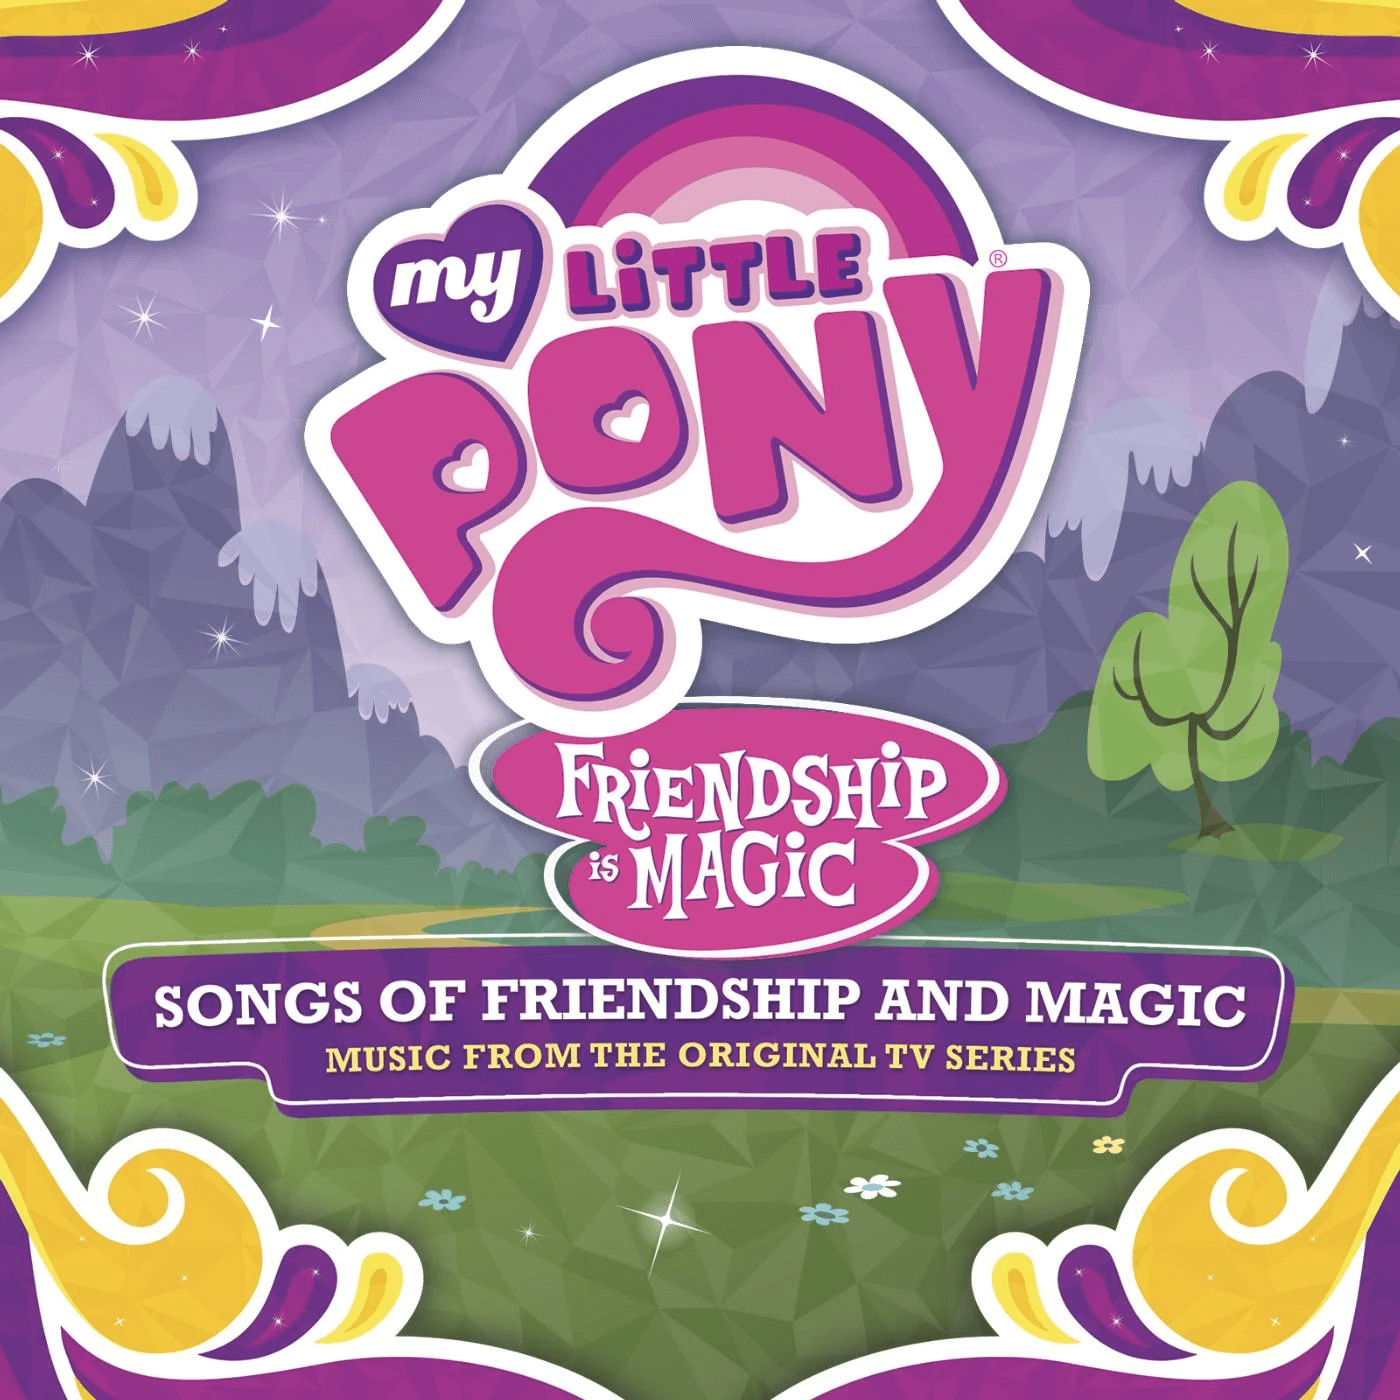 my LiTTLE
PONY®
FRiENDSHiP
is MAGiC
SONGS OF FRIENDSHIP AND MAGIC
MUSIC FROM THE ORIGINAL TV SERIES